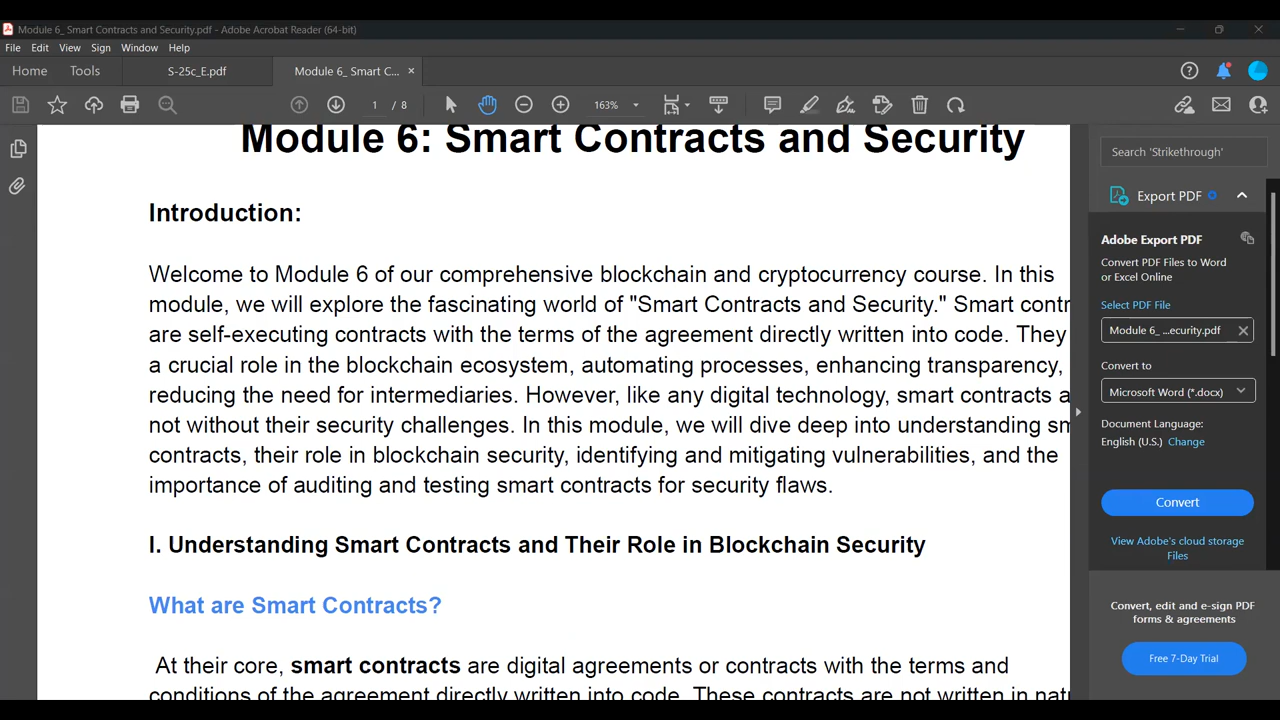 Module 6_ Smart Contracts and Security.pdf - Adobe Acrobat Reader (64-bit)
File Edit View Sign Window Help
Home Tools S-25c_E.pdf Module 6_ Smart C... ×
1 / 8 163%
Module 6: Smart Contracts and Security
Introduction:
Welcome to Module 6 of our comprehensive blockchain and cryptocurrency course. In this
module, we will explore the fascinating world of "Smart Contracts and Security." Smart contr
are self-executing contracts with the terms of the agreement directly written into code. They
a crucial role in the blockchain ecosystem, automating processes, enhancing transparency,
reducing the need for intermediaries. However, like any digital technology, smart contracts a
not without their security challenges. In this module, we will dive deep into understanding sm
contracts, their role in blockchain security, identifying and mitigating vulnerabilities, and the
importance of auditing and testing smart contracts for security flaws.
I. Understanding Smart Contracts and Their Role in Blockchain Security
What are Smart Contracts?
At their core, smart contracts are digital agreements or contracts with the terms and
conditions of the agreement directly written into code. These contracts are not written in natu
Search 'Strikethrough'
Export PDF
Adobe Export PDF
Convert PDF Files to Word
or Excel Online
Select PDF File
Module 6_ ...ecurity.pdf
Convert to
Microsoft Word (*.docx)
Document Language:
English (U.S.) Change
Convert
View Adobe's cloud storage
Files
Convert, edit and e-sign PDF
forms & agreements
Free 7-Day Trial